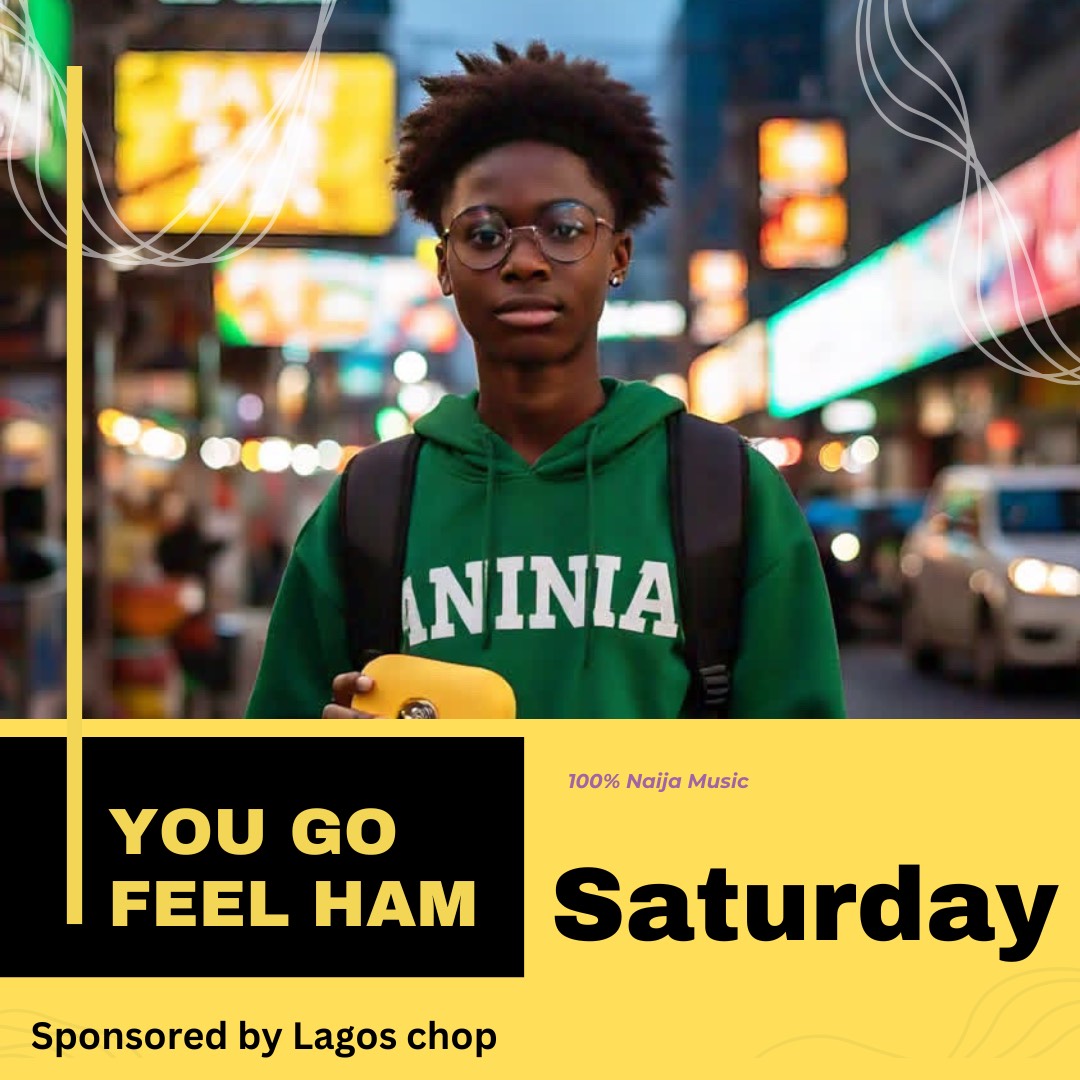 ANINIA
100% Naija Music
YOU GO
FEEL HAM
Saturday
Sponsored by Lagos chop